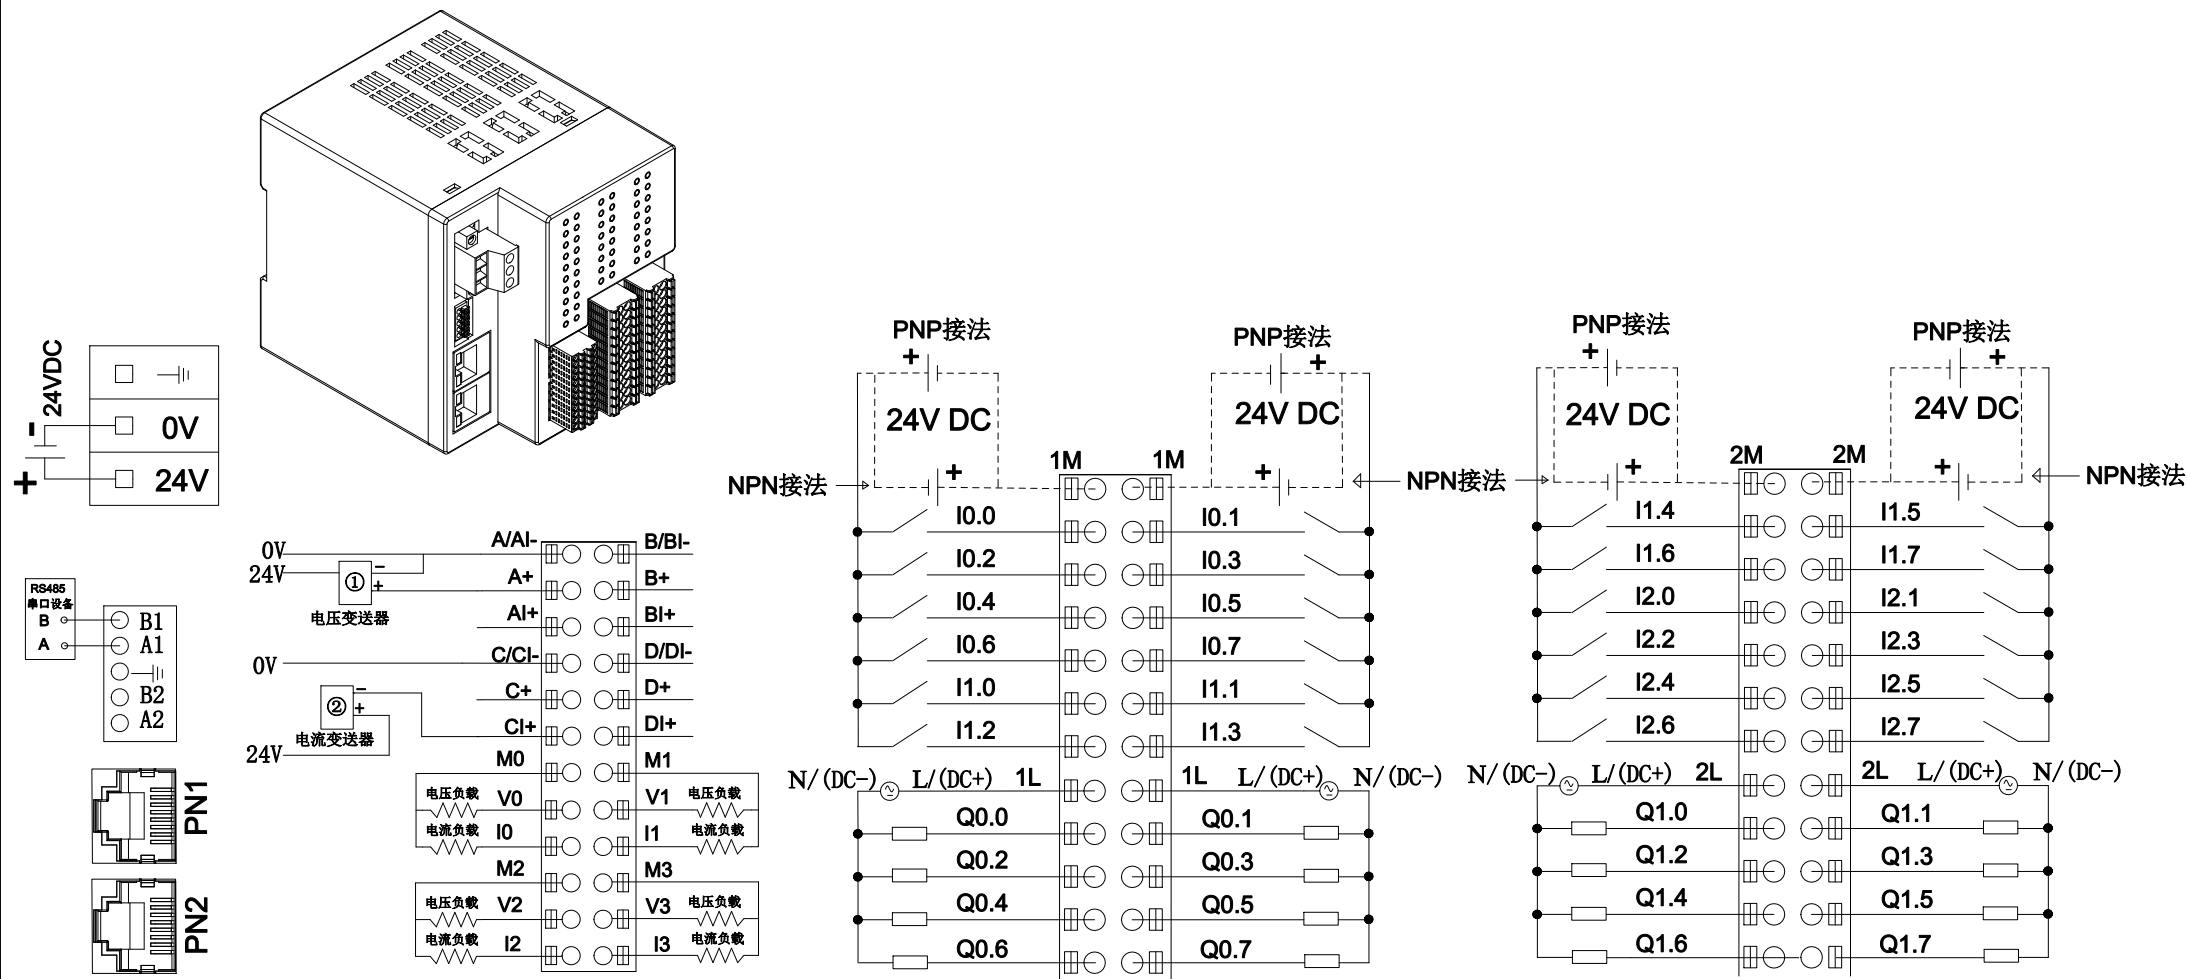 24VDC
-
+
0V
24V
RS485
串口设备
B
A
B1
A1
B2
A2
PN1
PN2
0V
24V
①
-
+
电压变送器
0V
②
-
+
电流变送器
24V
A/AI- B/BI-
A+ B+
AI+ BI+
C/CI- D/DI-
C+ D+
CI+ DI+
M0 M1
电压负载 V0 V1 电压负载
电流负载 I0 I1 电流负载
M2 M3
电压负载 V2 V3 电压负载
电流负载 I2 I3 电流负载
PNP接法 PNP接法
+ +
24V DC 24V DC
1M 1M
NPN接法 + + NPN接法
I0.0 I0.1
I0.2 I0.3
I0.4 I0.5
I0.6 I0.7
I1.0 I1.1
I1.2 I1.3
N/(DC-) L/(DC+) 1L 1L L/(DC+) N/(DC-)
Q0.0 Q0.1
Q0.2 Q0.3
Q0.4 Q0.5
Q0.6 Q0.7
PNP接法 PNP接法
+ +
24V DC 24V DC
2M 2M
+ + NPN接法
I1.4 I1.5
I1.6 I1.7
I2.0 I2.1
I2.2 I2.3
I2.4 I2.5
I2.6 I2.7
N/(DC-) L/(DC+) 2L 2L L/(DC+) N/(DC-)
Q1.0 Q1.1
Q1.2 Q1.3
Q1.4 Q1.5
Q1.6 Q1.7